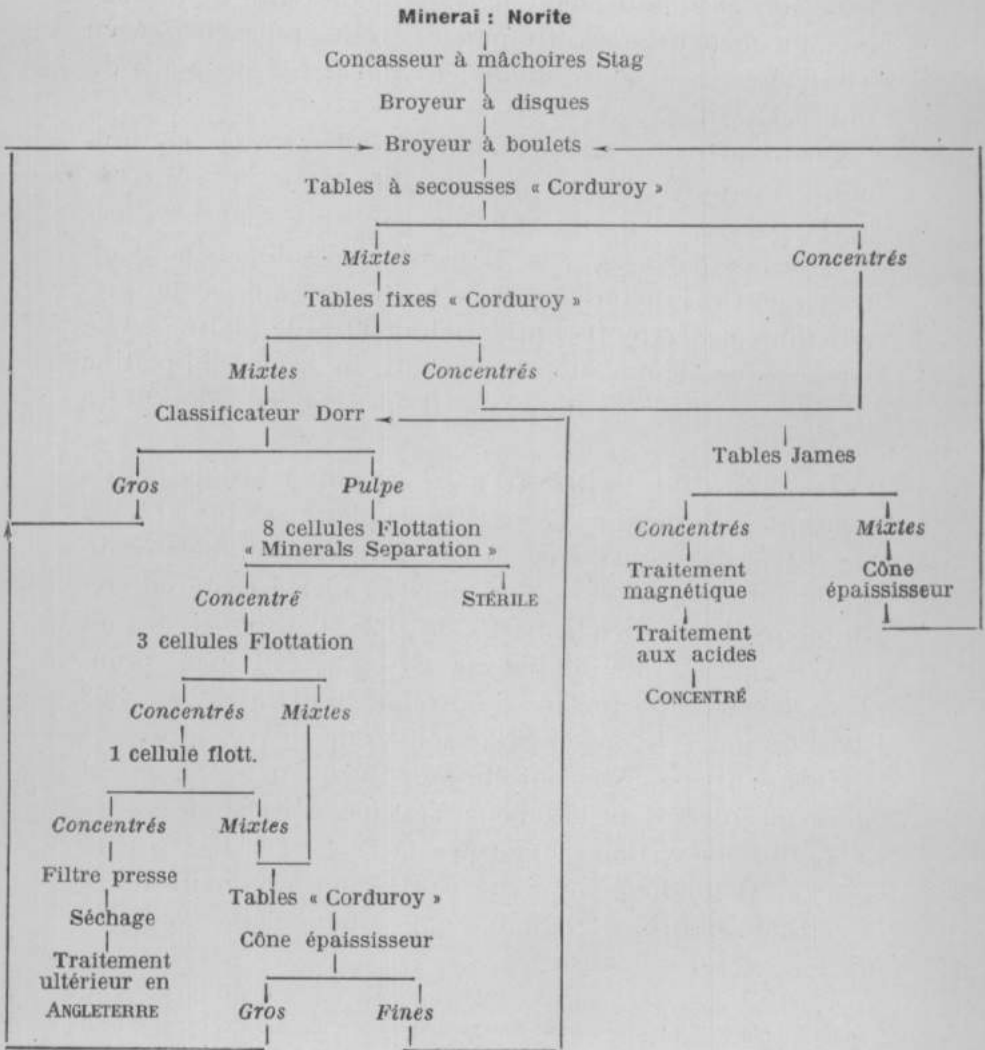 Minerai : Norite
Concasseur à mâchoires Stag
Broyeur à disques
Broyeur à boulets
Tables à secousses « Corduroy »
Mixtes
Concentrés
Tables fixes « Corduroy »
Mixtes
Concentrés
Classificateur Dorr
Tables James
Gros
Pulpe
8 cellules Flottation
« Minerals Separation »
Concentrés
Mixtes
Concentré
STÉRILE
Traitement
magnétique
Cône
épaississeur
3 cellules Flottation
Traitement
aux acides
CONCENTRÉ
Concentrés
Mixtes
1 cellule flott.
Concentrés
Mixtes
Filtre presse
Tables « Corduroy »
Séchage
Cône épaississeur
Traitement
ultérieur en
ANGLETERRE
Gros
Fines